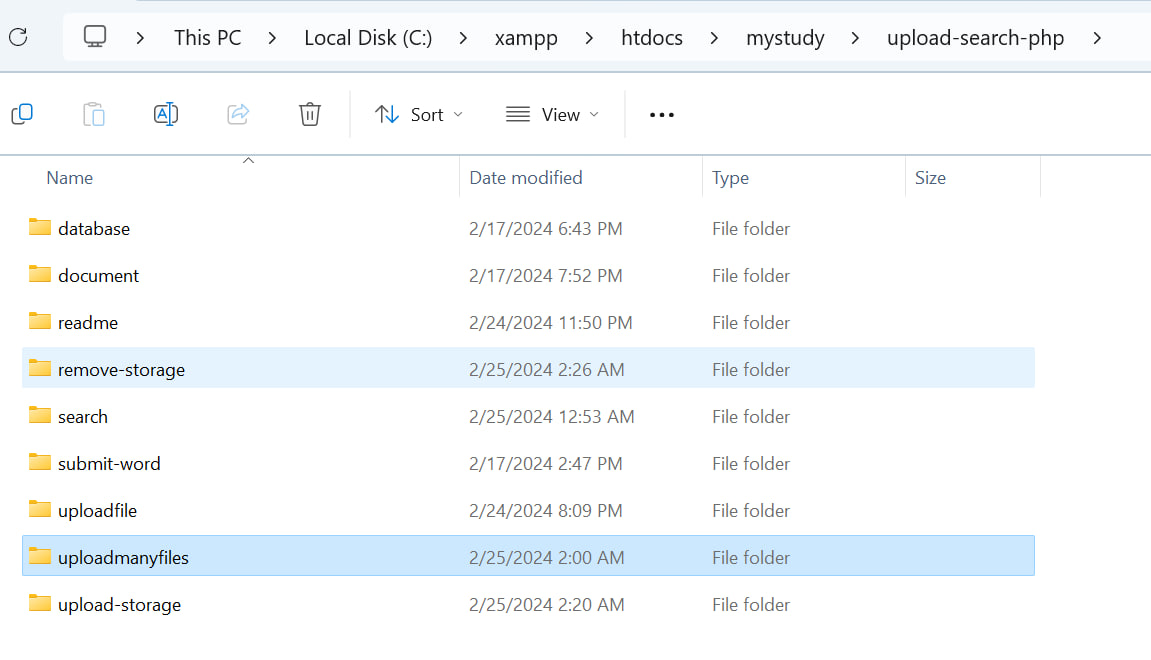 This PC > Local Disk (C:) > xampp > htdocs > mystudy > upload-search-php >
A Sort View ...
Name Date modified Type Size
database 2/17/2024 6:43 PM File folder
document 2/17/2024 7:52 PM File folder
readme 2/24/2024 11:50 PM File folder
remove-storage 2/25/2024 2:26 AM File folder
search 2/25/2024 12:53 AM File folder
submit-word 2/17/2024 2:47 PM File folder
uploadfile 2/24/2024 8:09 PM File folder
uploadmanyfiles 2/25/2024 2:00 AM File folder
upload-storage 2/25/2024 2:20 AM File folder